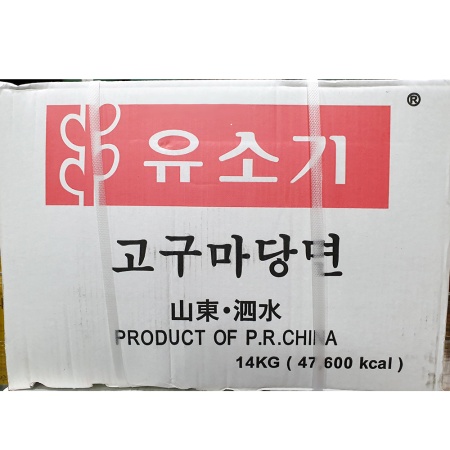 유소기 ®
고구마당면
山東·泗水
PRODUCT OF P.R.CHINA
14KG ( 47,600 kcal )